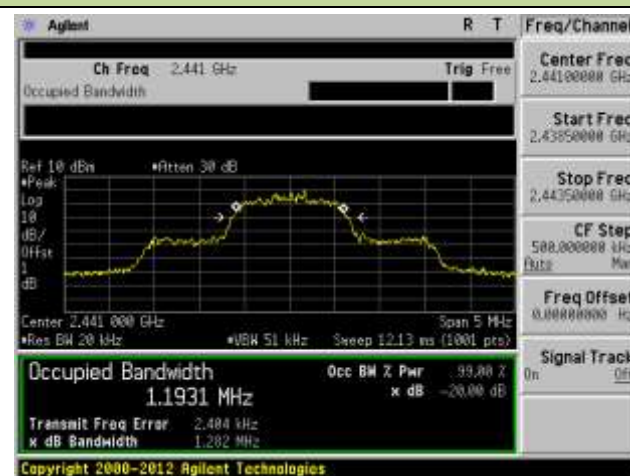 Agilent R T
Freq/Channel
Ch Freq 2.441 GHz Trig Free
Occupied Bandwidth
Center Freq
2.44100000 GHz
Start Freq
2.43850000 GHz
Stop Freq
2.44350000 GHz
CF Step
500.000000 kHz
Auto Man
Freq Offset
0.00000000 Hz
Signal Track
On Off
Ref 10 dBm •Atten 30 dB
•Peak
Log
10
dB/
Offst
1
dB
Center 2.441 000 GHz Span 5 MHz
•Res BW 20 kHz •VBW 51 kHz Sweep 12.13 ms (1001 pts)
Occupied Bandwidth Occ BW % Pwr 99.00 %
1.1931 MHz x dB -20.00 dB
Transmit Freq Error 2.484 kHz
x dB Bandwidth 1.282 MHz
Copyright 2000-2012 Agilent Technologies